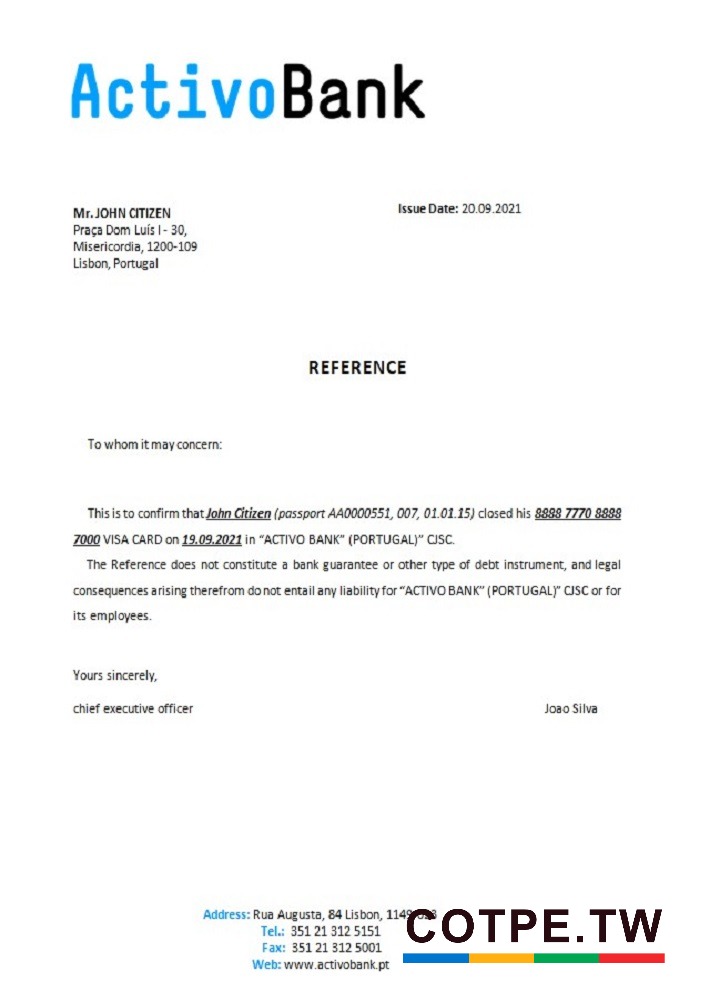 ActivoBank
Mr. JOHN CITIZEN
Issue Date: 20.09.2021
Praça Dom Luís I - 30,
Misericordia, 1200-109
Lisbon, Portugal
REFERENCE
To whom it may concern:
This is to confirm that John Citizen (passport AA0000551, 007, 01.01.15) closed his 8888 7770 8888
7000 VISA CARD on 19.09.2021 in “ACTIVO BANK” (PORTUGAL)” CJSC.
The Reference does not constitute a bank guarantee or other type of debt instrument, and legal
consequences arising therefrom do not entail any liability for “ACTIVO BANK” (PORTUGAL)” CJSC or for
its employees.
Yours sincerely,
chief executive officer Joao Silva
Address: Rua Augusta, 84 Lisbon,
Tel.: 351 21 312 5151
Fax: 351 21 312 5001
Web: www.activobank.pt
COTPE.TW